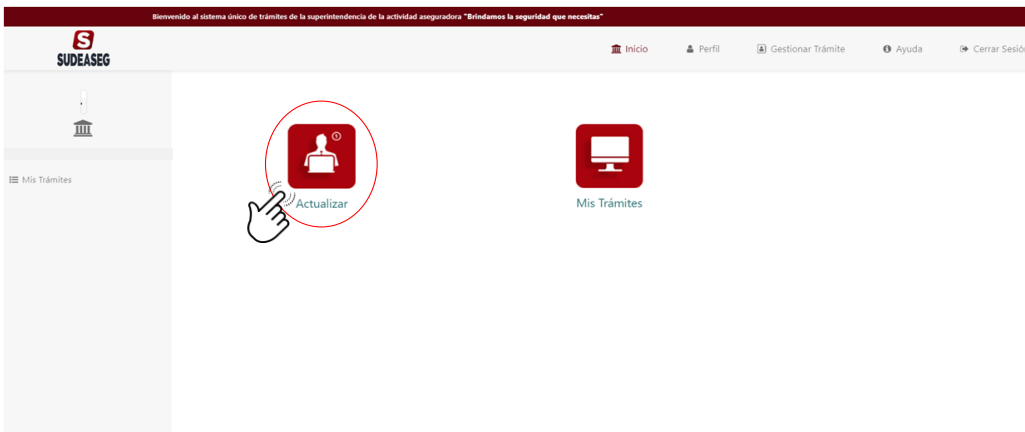 Bienvenido al sistema único de trámites de la superintendencia de la actividad aseguradora "Brindamos la seguridad que necesitas"
S
SUDEASEG
Inicio
Perfil
Gestionar Trámite
Ayuda
Cerrar Sesión
Mis Trámites
Actualizar
Mis Trámites